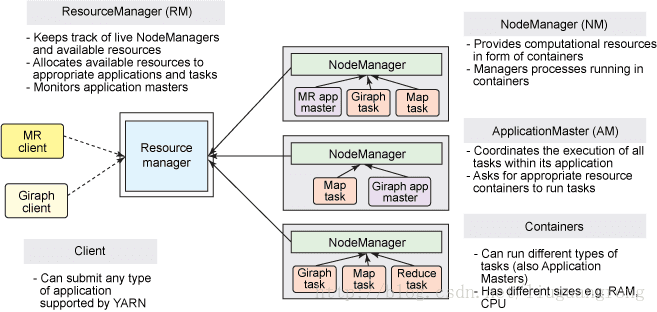 ResourceManager (RM)
- Keeps track of live NodeManagers
and available resources
- Allocates available resources to
appropriate applications and tasks
- Monitors application masters
MR
client
Giraph
client
Client
- Can submit any type
of application
supported by YARN
Resource
manager
NodeManager
MR app
master
Giraph
task
Map
task
NodeManager
Map
task
Giraph app
master
NodeManager
Giraph
task
Map
task
Reduce
task
NodeManager (NM)
- Provides computational resources
in form of containers
- Managers processes running in
containers
ApplicationMaster (AM)
- Coordinates the execution of all
tasks within its application
- Asks for appropriate resource
containers to run tasks
Containers
- Can run different types of
tasks (also Application
Masters)
- Has different sizes e.g. RAM,
CPU